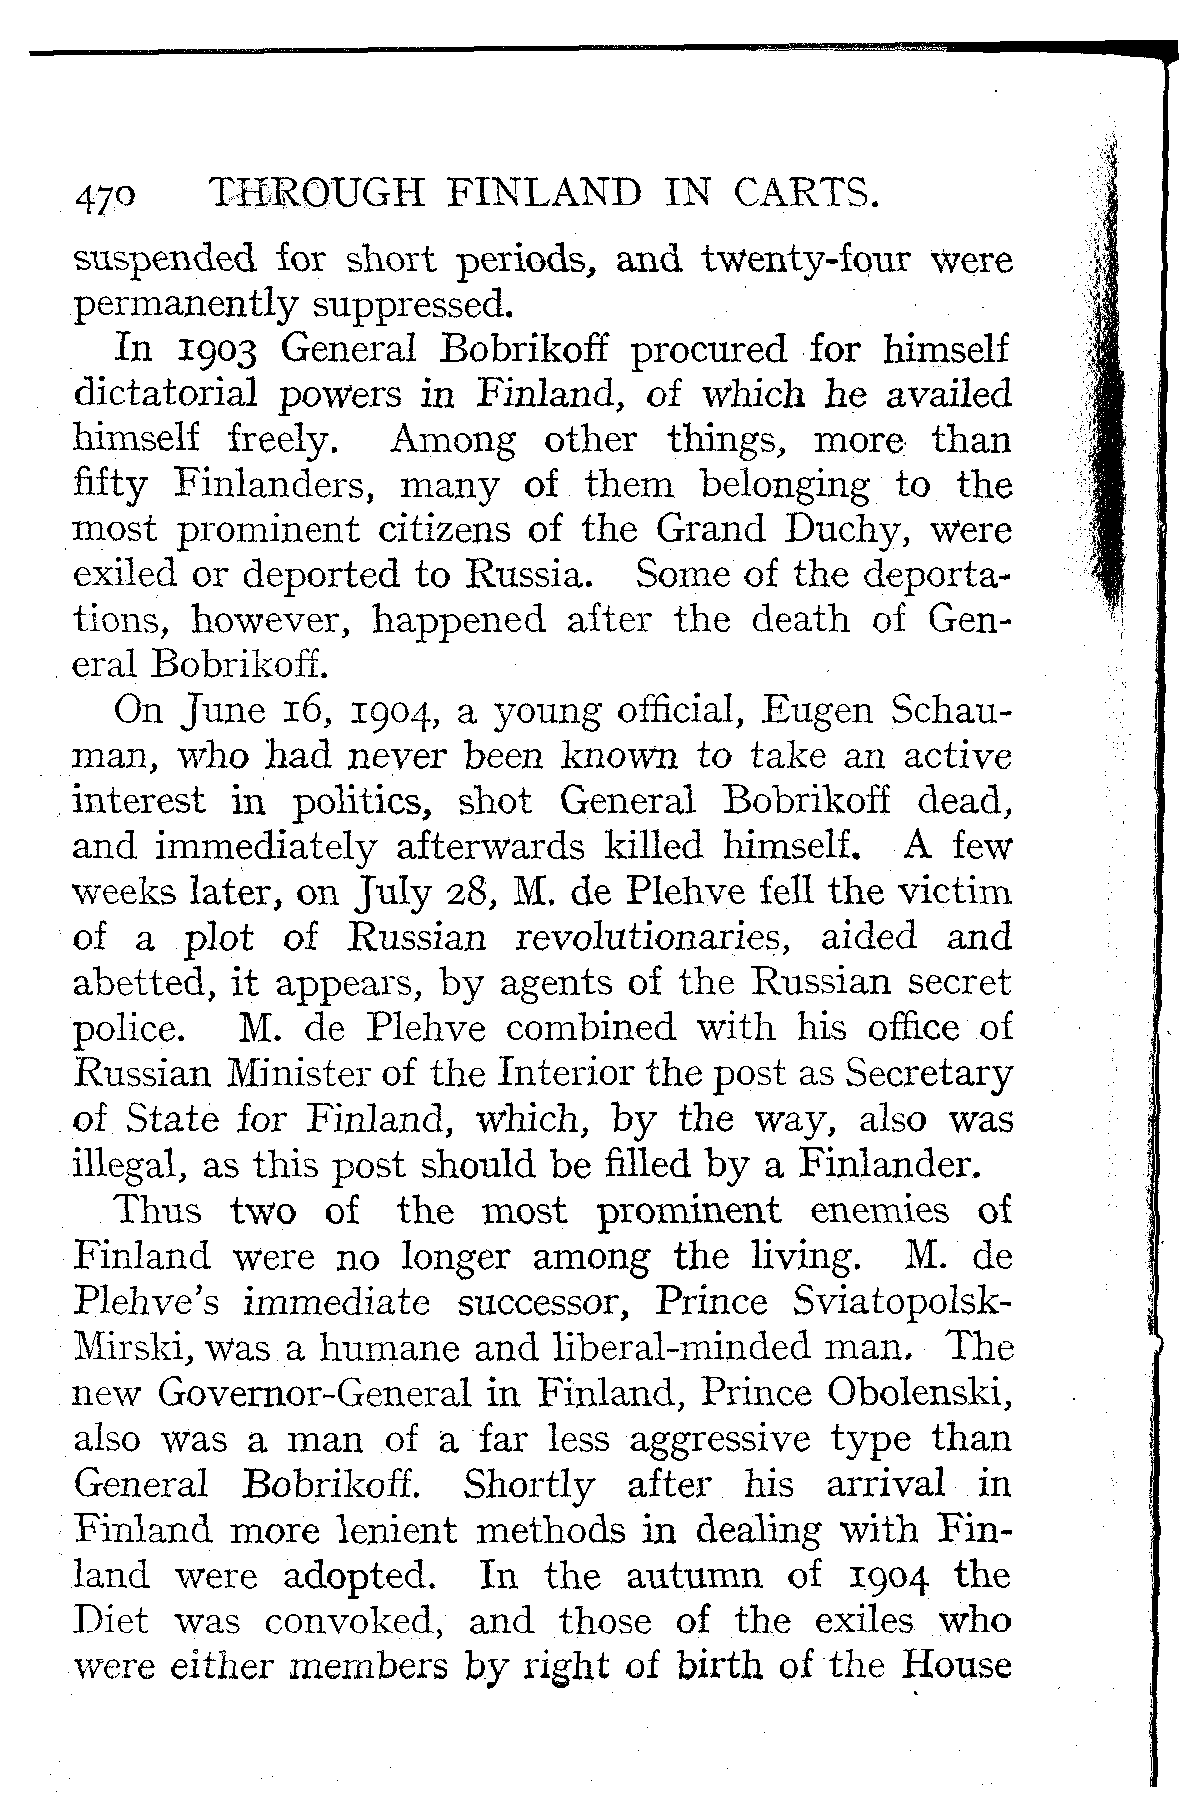 470 THROUGH FINLAND IN CARTS.
suspended for short periods, and twenty-four were
permanently suppressed.
In 1903 General Bobrikoff procured for himself
dictatorial powers in Finland, of which he availed
himself freely. Among other things, more than
fifty Finlanders, many of them belonging to the
most prominent citizens of the Grand Duchy, were
exiled or deported to Russia. Some of the deporta-
tions, however, happened after the death of Gen-
eral Bobrikoff.
On June 16, 1904, a young official, Eugen Schau-
man, who had never been known to take an active
interest in politics, shot General Bobrikoff dead,
and immediately afterwards killed himself. A few
weeks later, on July 28, M. de Plehve fell the victim
of a plot of Russian revolutionaries, aided and
abetted, it appears, by agents of the Russian secret
police. M. de Plehve combined with his office of
Russian Minister of the Interior the post as Secretary
of State for Finland, which, by the way, also was
illegal, as this post should be filled by a Finlander.
Thus two of the most prominent enemies of
Finland were no longer among the living. M. de
Plehve's immediate successor, Prince Sviatopolsk-
Mirski, was a humane and liberal-minded man. The
new Governor-General in Finland, Prince Obolenski,
also was a man of a far less aggressive type than
General Bobrikoff. Shortly after his arrival in
Finland more lenient methods in dealing with Fin-
land were adopted. In the autumn of 1904 the
Diet was convoked, and those of the exiles who
were either members by right of birth of the House